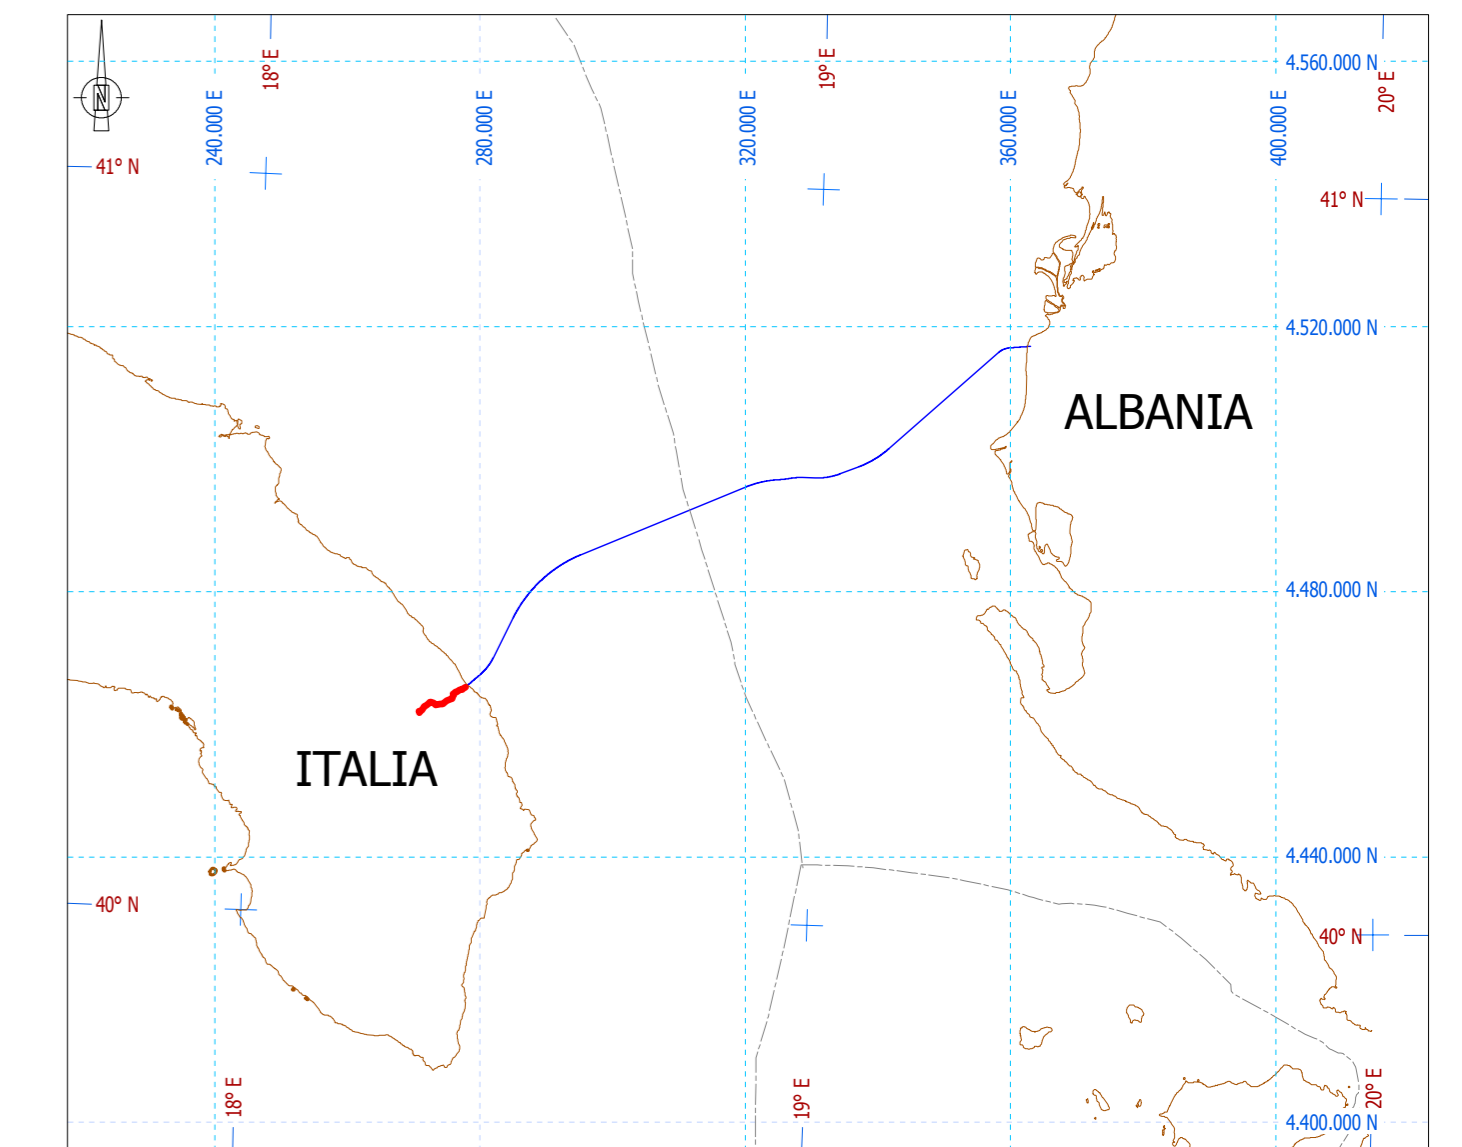 18° E
19° E
4.560.000 N
20° E
N
240.000 E
280.000 E
320.000 E
360.000 E
400.000 E
41° N
41° N
4.520.000 N
ALBANIA
4.480.000 N
ITALIA
4.440.000 N
40° N
40° N
18° E
19° E
20° E
4.400.000 N